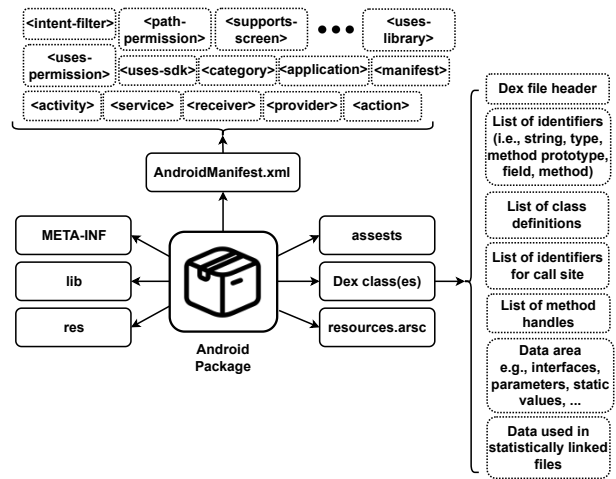 <intent-filter>
<path-
permission>
<supports-
screen>
<uses-
library>
<uses-
permission>
<uses-sdk>
<category>
<application>
<manifest>
<activity>
<service>
<receiver>
<provider>
<action>
AndroidManifest.xml
META-INF
lib
res
Android
Package
assests
Dex class(es)
resources.arsc
Dex file header
List of identifiers
(i.e., string, type,
method prototype,
field, method)
List of class
definitions
List of identifiers
for call site
List of method
handles
Data area
e.g., interfaces,
parameters, static
values, ...
Data used in
statistically linked
files